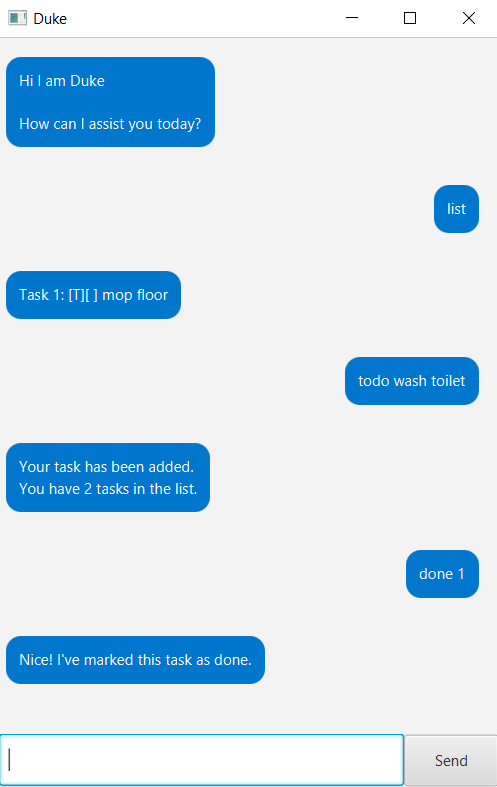 Duke
Hi I am Duke
How can I assist you today?
list
Task 1: [T][ ] mop floor
todo wash toilet
Your task has been added.
You have 2 tasks in the list.
done 1
Nice! I've marked this task as done.
Send